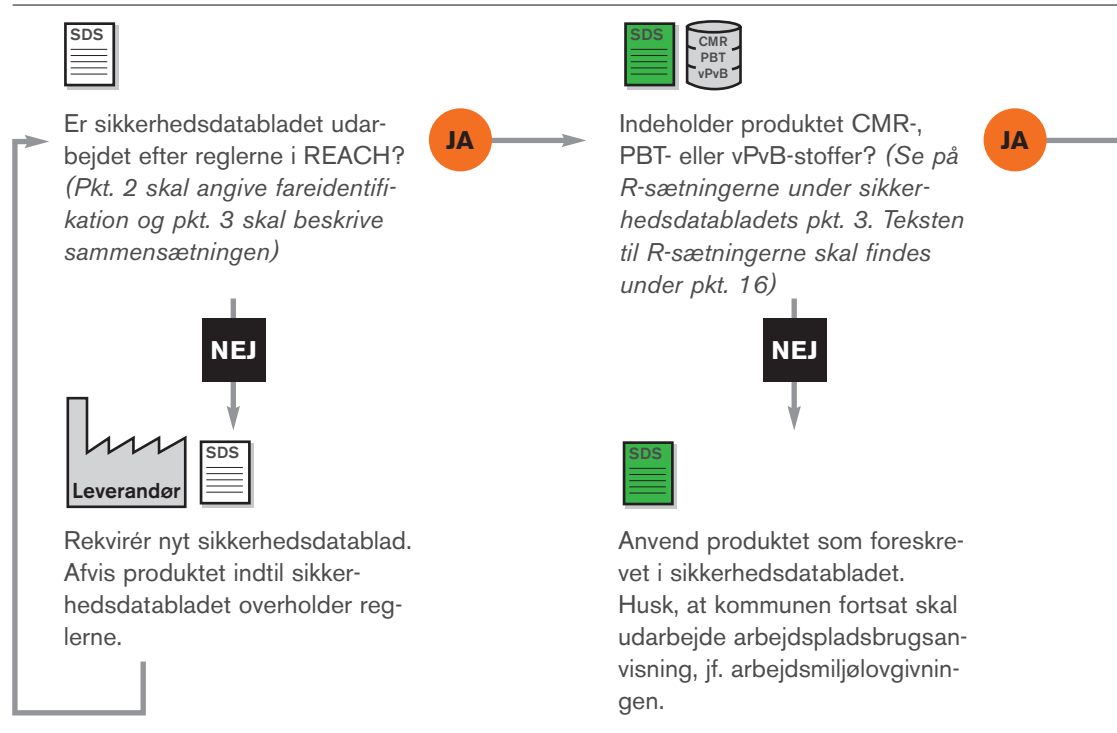 SDS
Er sikkerhedsdatabladet udar-
bejdet efter reglerne i REACH?
(Pkt. 2 skal angive fareidentifi-
kation og pkt. 3 skal beskrive
sammensætningen)
JA
NEJ
Leverandør
SDS
Rekvirér nyt sikkerhedsdatablad.
Afvis produktet indtil sikker-
hedsdatabladet overholder reg-
lerne.
SDS
CMR
PBT
vPvB
Indeholder produktet CMR-,
PBT- eller vPvB-stoffer? (Se på
R-sætningerne under sikker-
hedsdatabladets pkt. 3. Teksten
til R-sætningerne skal findes
under pkt. 16)
JA
NEJ
SDS
Anvend produktet som foreskre-
vet i sikkerhedsdatabladet.
Husk, at kommunen fortsat skal
udarbejde arbejdspladsbrugsan-
visning, jf. arbejdsmiljølovgivnin-
gen.